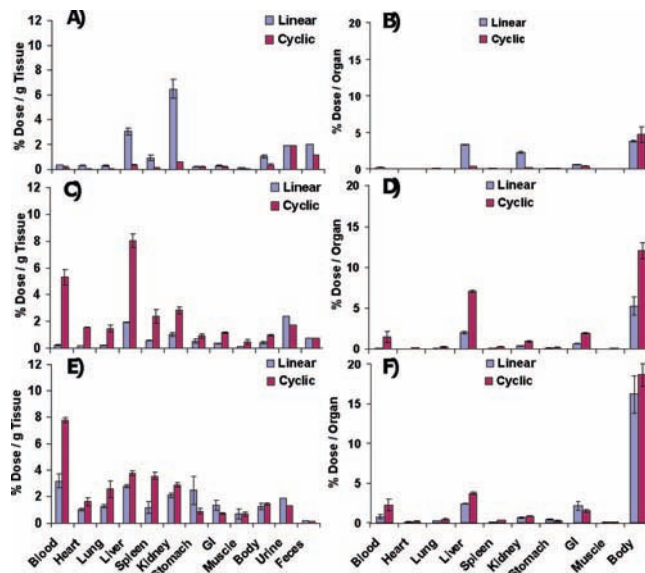 A)
Linear
Cyclic
% Dose / g Tissue
12
10
8
6
4
2
0
B)
Linear
Cyclic
% Dose / Organ
20
15
10
5
0
C)
Linear
Cyclic
% Dose / g Tissue
12
10
8
6
4
2
0
D)
Linear
Cyclic
% Dose / Organ
20
15
10
5
0
E)
Linear
Cyclic
% Dose / g Tissue
12
10
8
6
4
2
0
Blood
Heart
Lung
Liver
Spleen
Kidney
Stomach
GI
Muscle
Body
Urine
Feces
F)
Linear
Cyclic
% Dose / Organ
20
15
10
5
0
Blood
Heart
Lung
Liver
Spleen
Kidney
Stomach
GI
Muscle
Body